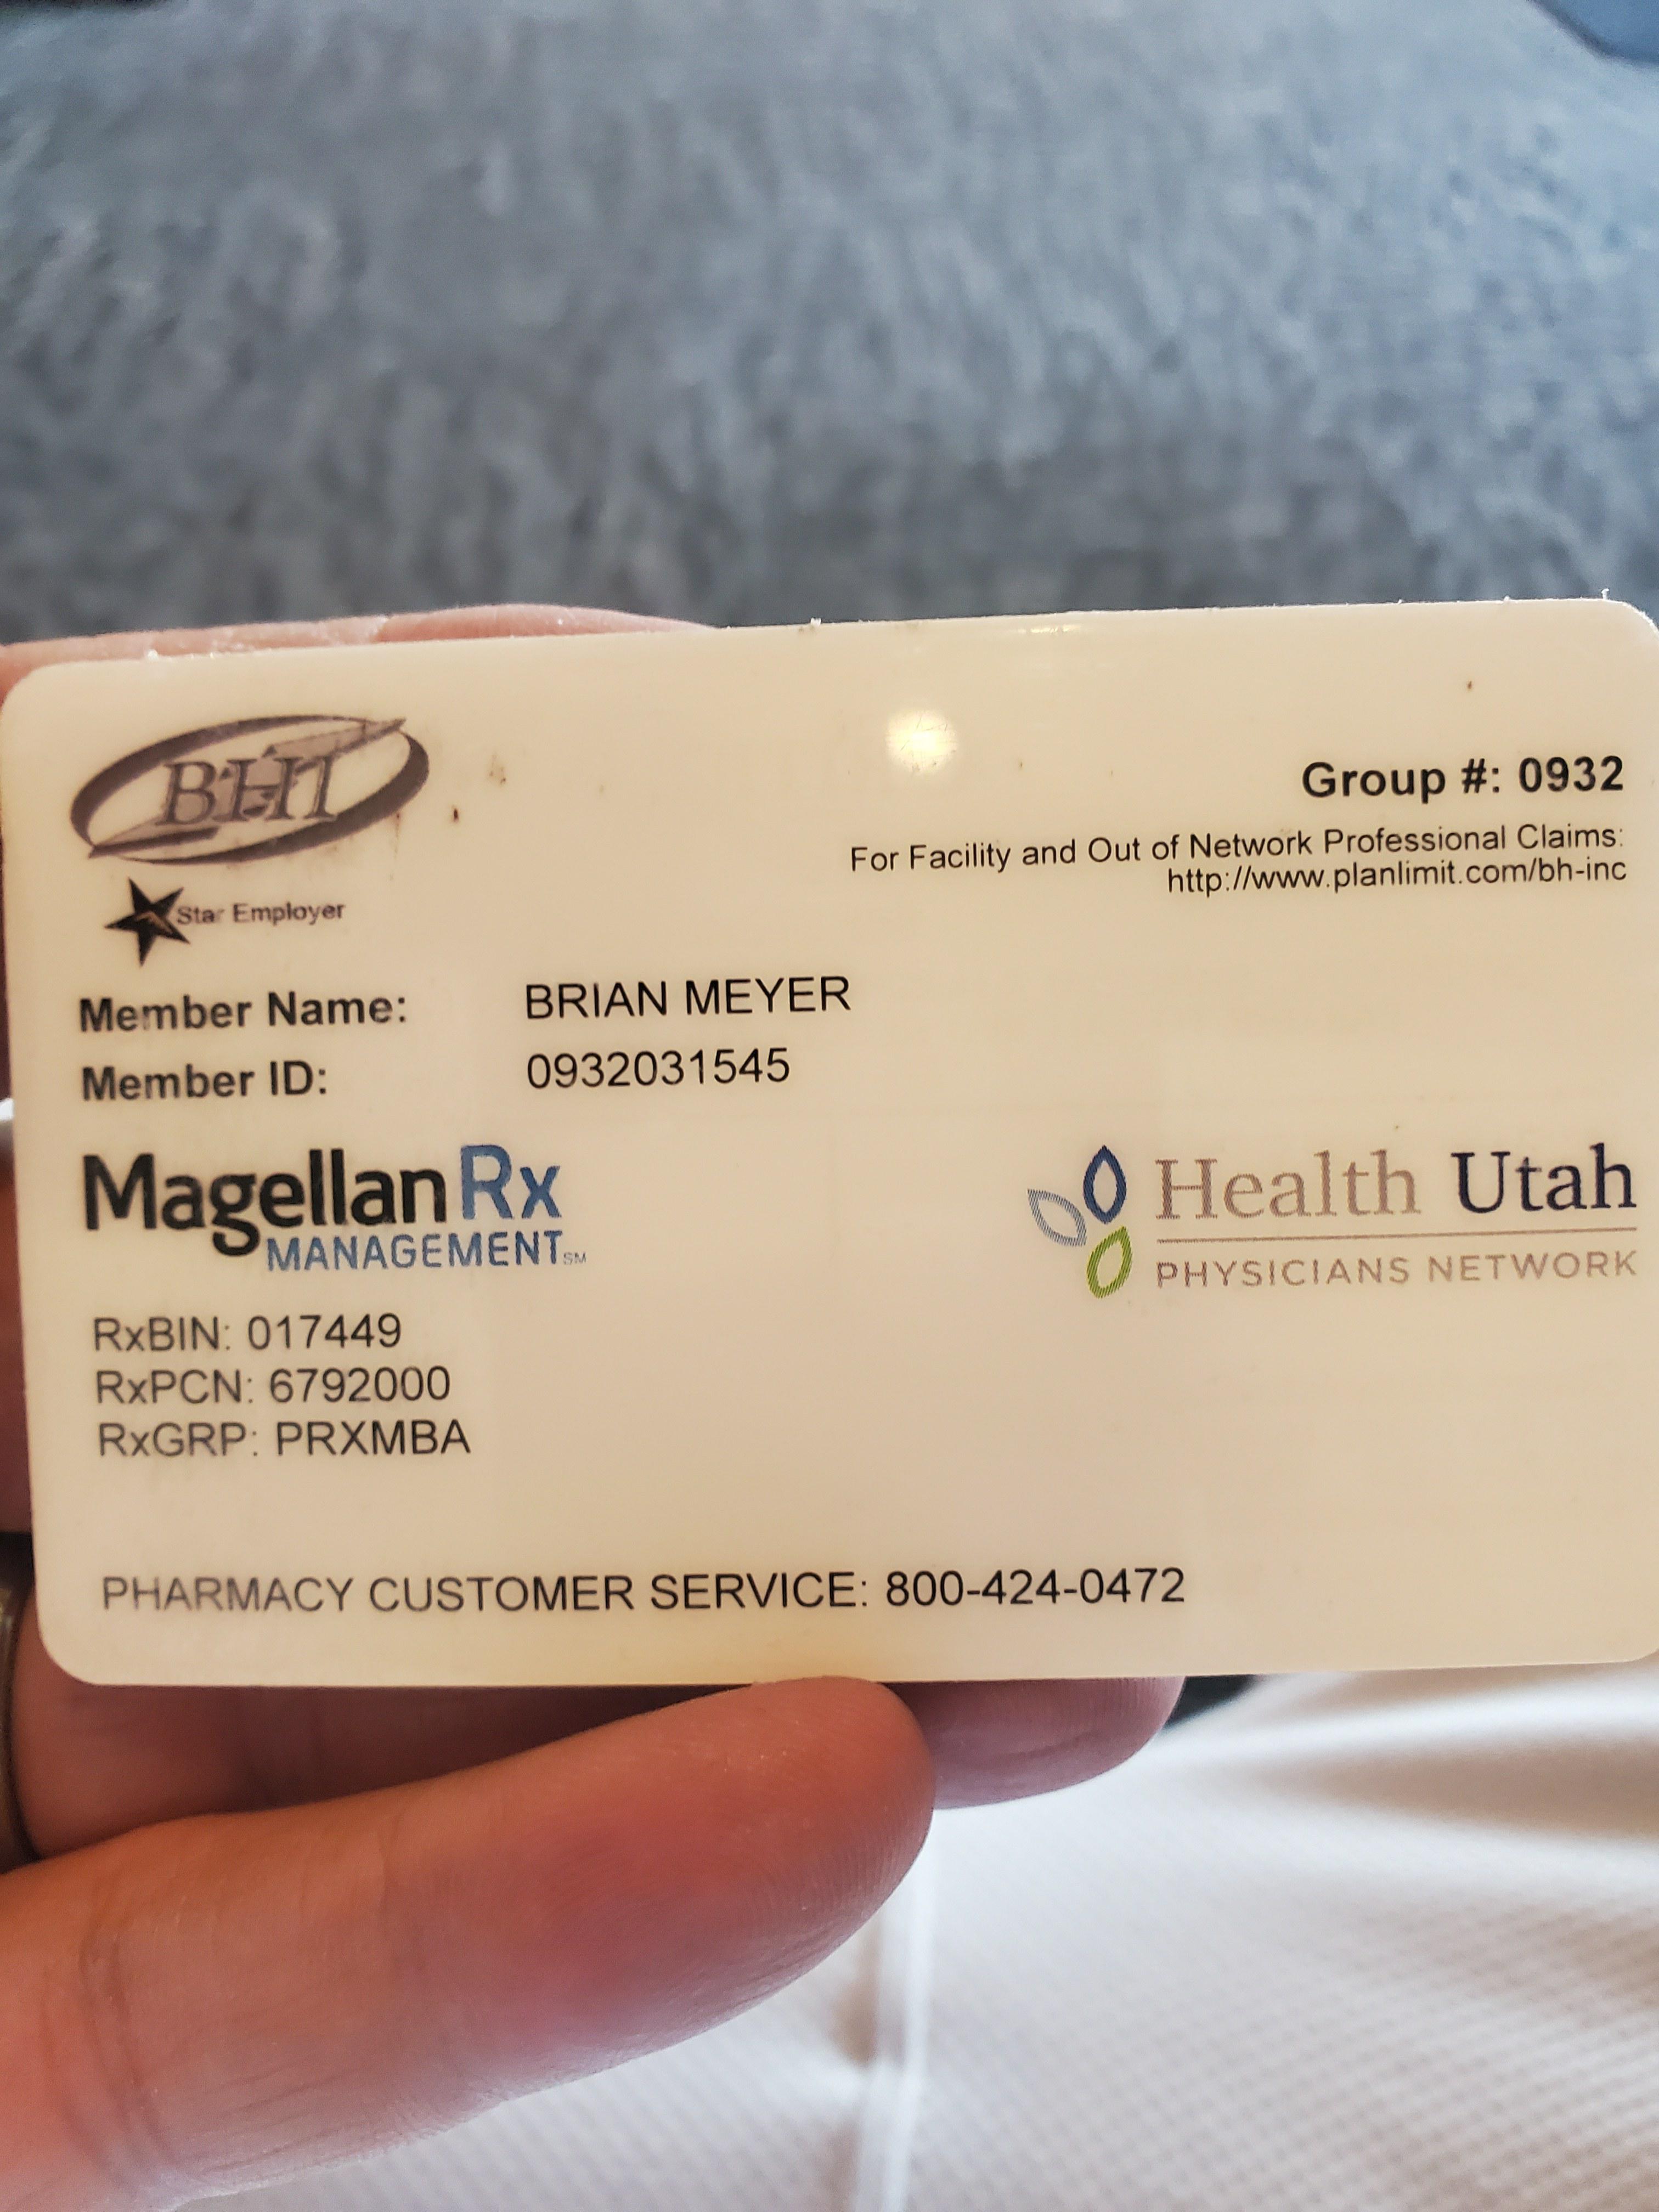 BHI
Star Employer
Group #: 0932
For Facility and Out of Network Professional Claims:
http://www.planlimit.com/bh-inc
Member Name: BRIAN MEYER
Member ID: 0932031545
MagellanRx
MANAGEMENT SM
Health Utah
PHYSICIANS NETWORK
RxBIN: 017449
RxPCN: 6792000
RxGRP: PRXMBA
PHARMACY CUSTOMER SERVICE: 800-424-0472